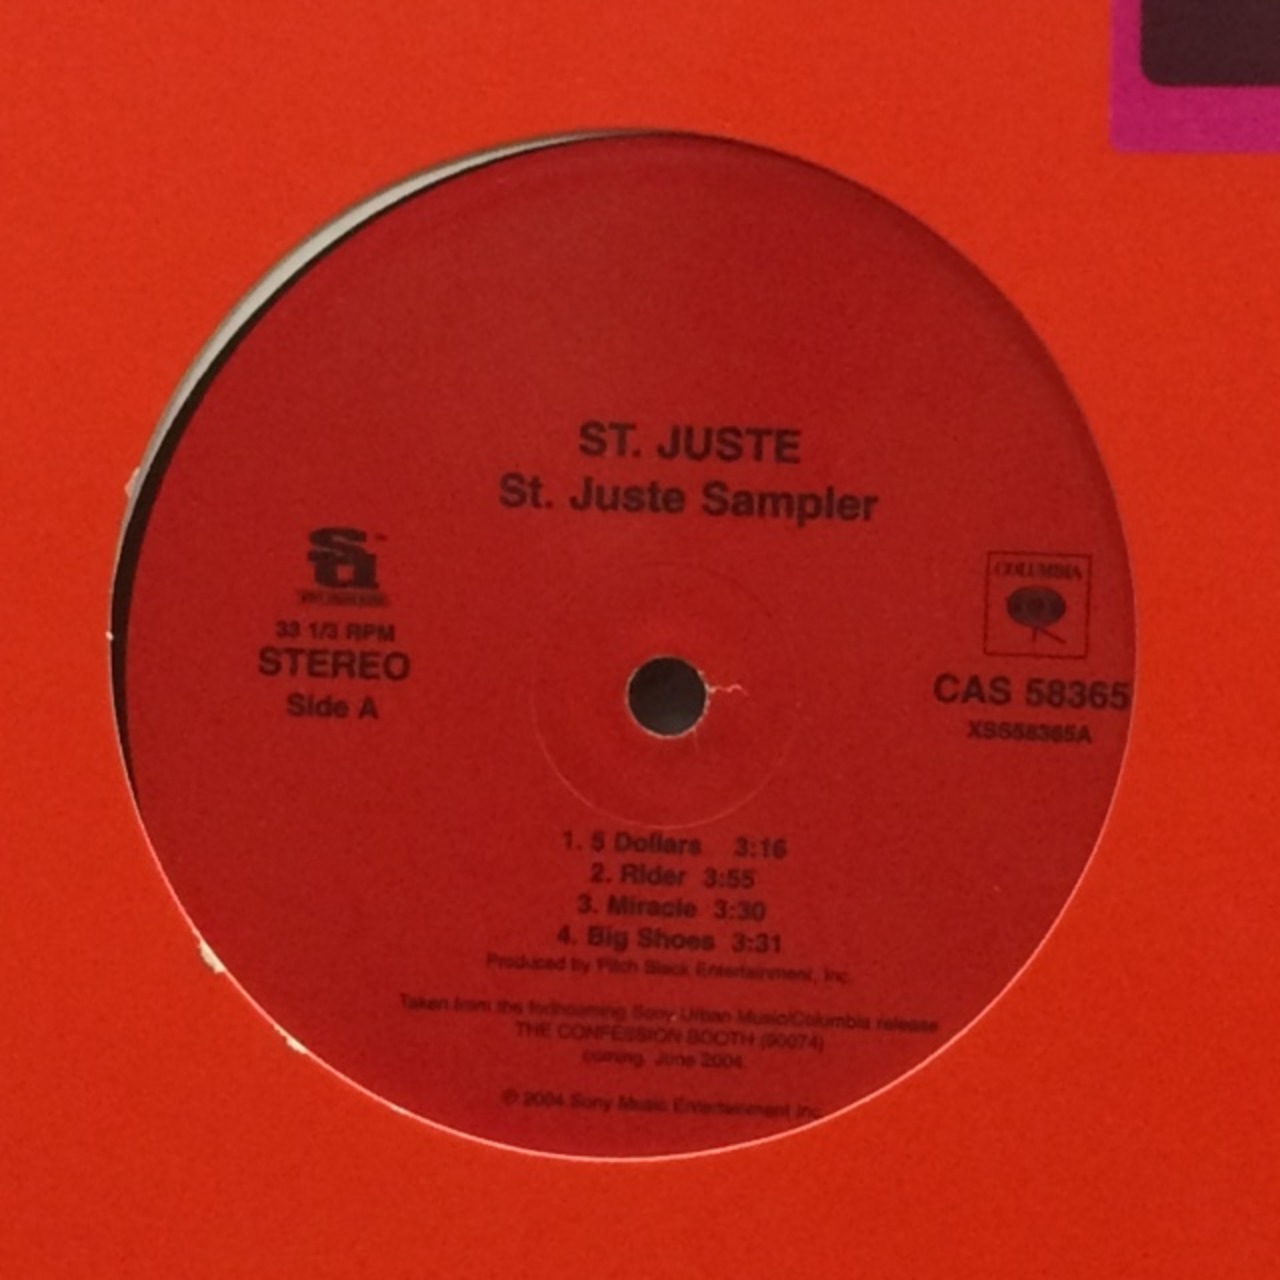 ST. JUSTE
St. Juste Sampler
33 1/3 RPM
STEREO
Side A
COLUMBIA
CAS 58365
XSS58365A
1. 5 Dollars 3:16
2. Rider 3:55
3. Miracle 3:30
4. Big Shoes 3:31
Produced by Pitch Black Entertainment, Inc.
Taken from the forthcoming Sony Urban Music/Columbia release
THE CONFESSION BOOTH (90074)
coming June 2004
℗ 2004 Sony Music Entertainment Inc.